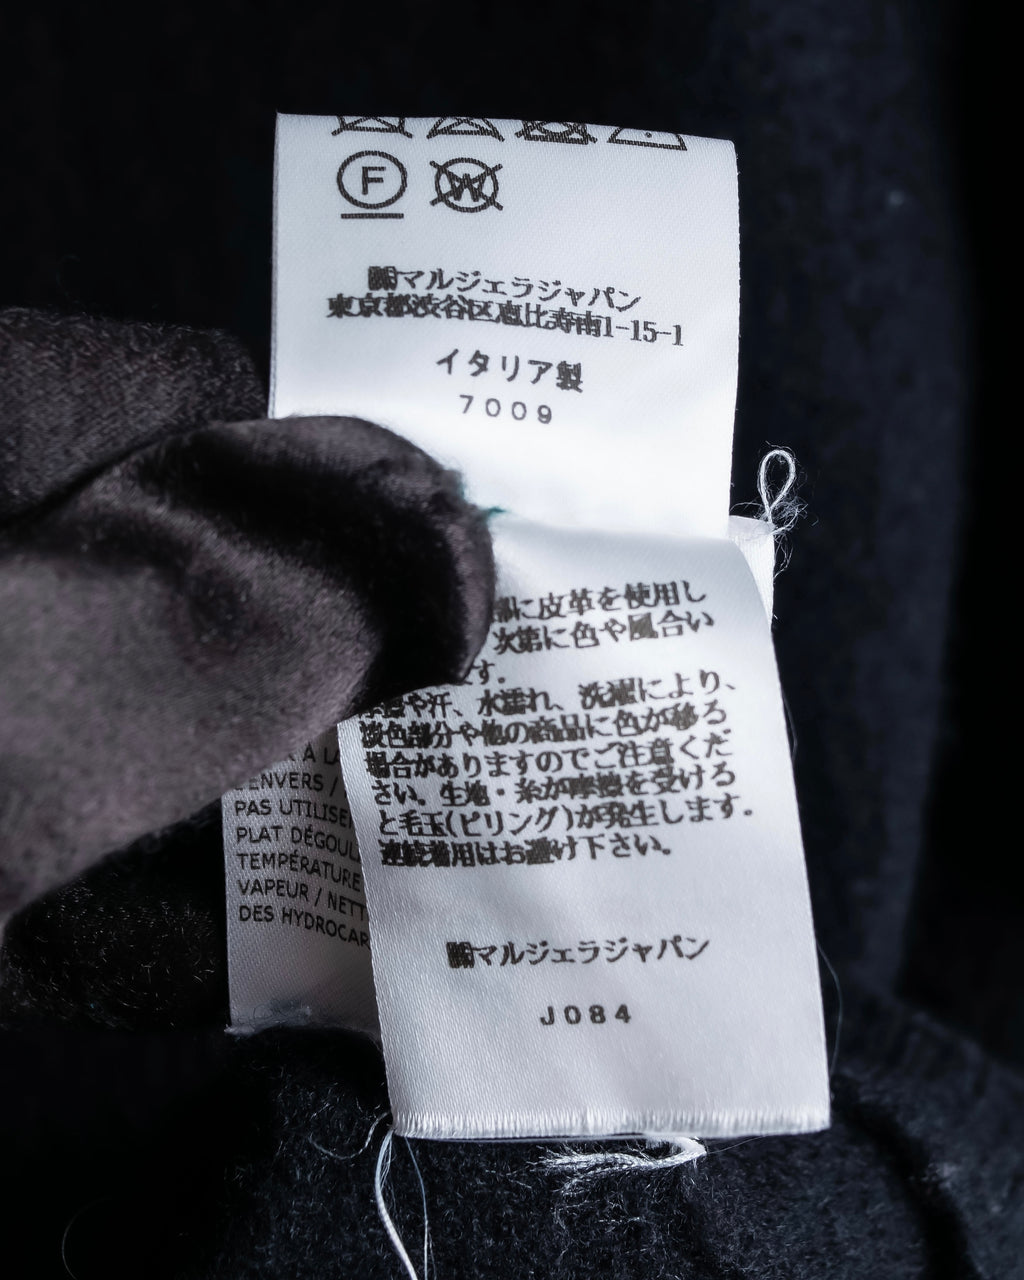 F
W
㈱マルジェラジャパン
東京都渋谷区恵比寿南1-15-1
イタリア製
7009
に皮革を使用し
次第に色や風合い
す。
や汗、水濡れ、洗濯により、
淡色部分や他の商品に色が移る
場合がありますのでご注意くだ
さい。生地・糸が摩擦を受ける
と毛玉(ピリング)が発生します。
連続着用はお避け下さい。
㈱マルジェラジャパン
J084
À LA
L'ENVERS /
PAS UTILISE
PLAT DÉGOUL
TEMPÉRATURE
VAPEUR / NETT
DES HYDROCAR